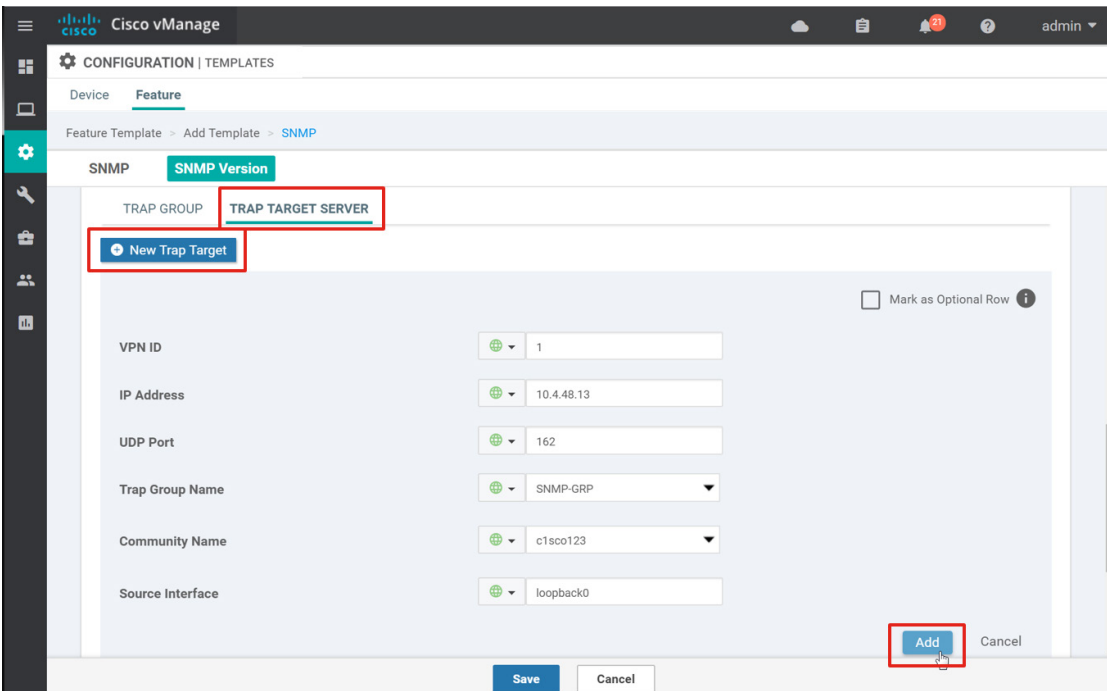 CISCO Cisco vManage 21 admin
CONFIGURATION | TEMPLATES
Device Feature
Feature Template > Add Template > SNMP
SNMP SNMP Version
TRAP GROUP TRAP TARGET SERVER
New Trap Target
Mark as Optional Row
VPN ID 1
IP Address 10.4.48.13
UDP Port 162
Trap Group Name SNMP-GRP
Community Name c1sco123
Source Interface loopback0
Add Cancel
Save Cancel